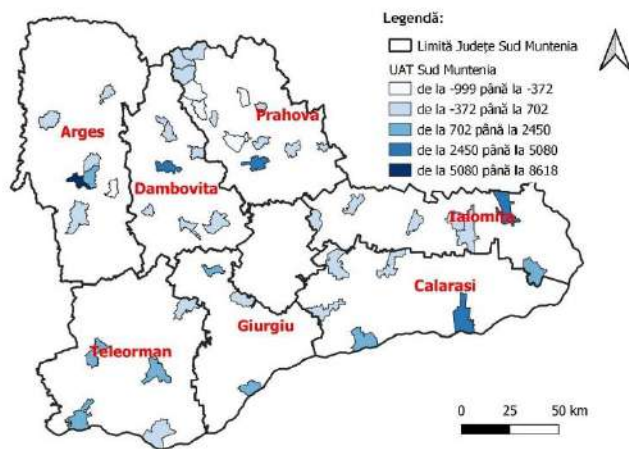 Legendă:
Limită Județe Sud Muntenia
UAT Sud Muntenia
de la -999 până la -372
de la -372 până la 702
de la 702 până la 2450
de la 2450 până la 5080
de la 5080 până la 8618
Prahova
Arges
Dambovita
Ialomita
Calarasi
Giurgiu
Teleorman
0 25 50 km